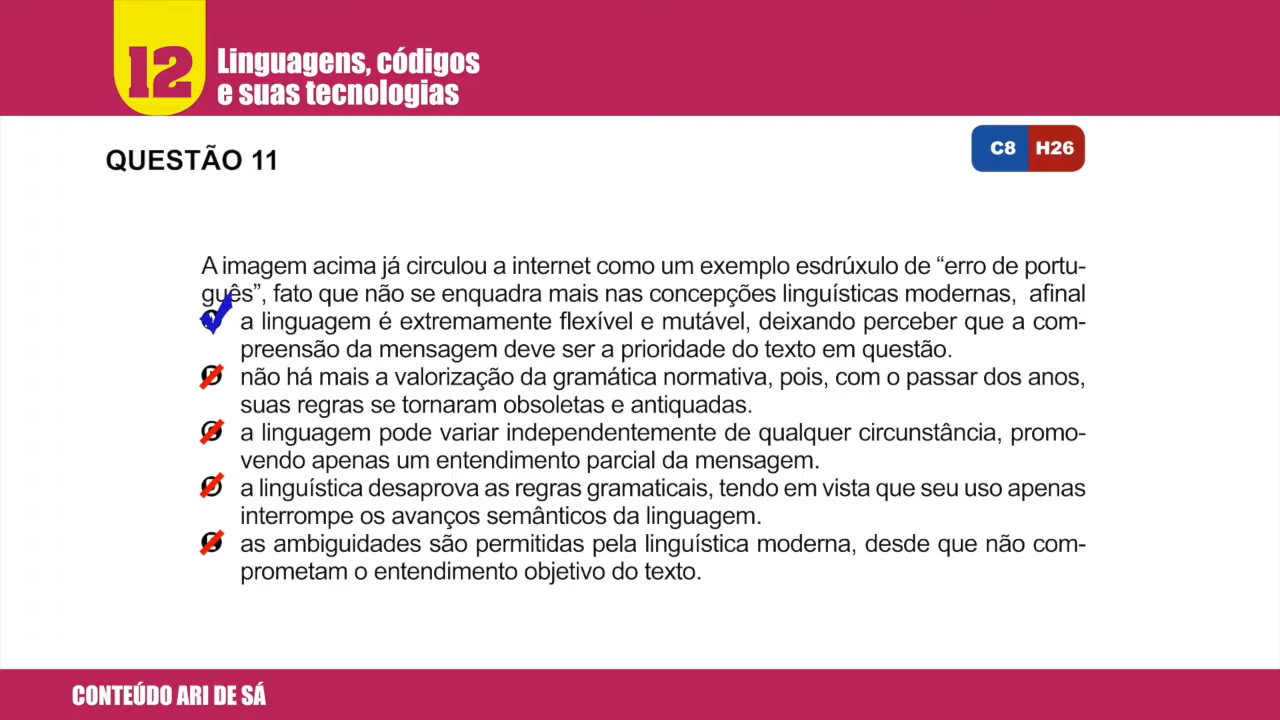 12
Linguagens, códigos
e suas tecnologias
QUESTÃO 11
C8 H26
A imagem acima já circulou a internet como um exemplo esdrúxulo de “erro de portu-
guês”, fato que não se enquadra mais nas concepções linguísticas modernas, afinal
a linguagem é extremamente flexível e mutável, deixando perceber que a com-
preensão da mensagem deve ser a prioridade do texto em questão.
não há mais a valorização da gramática normativa, pois, com o passar dos anos,
suas regras se tornaram obsoletas e antiquadas.
a linguagem pode variar independentemente de qualquer circunstância, promo-
vendo apenas um entendimento parcial da mensagem.
a linguística desaprova as regras gramaticais, tendo em vista que seu uso apenas
interrompe os avanços semânticos da linguagem.
as ambiguidades são permitidas pela linguística moderna, desde que não com-
prometam o entendimento objetivo do texto.
CONTEÚDO ARI DE SÁ